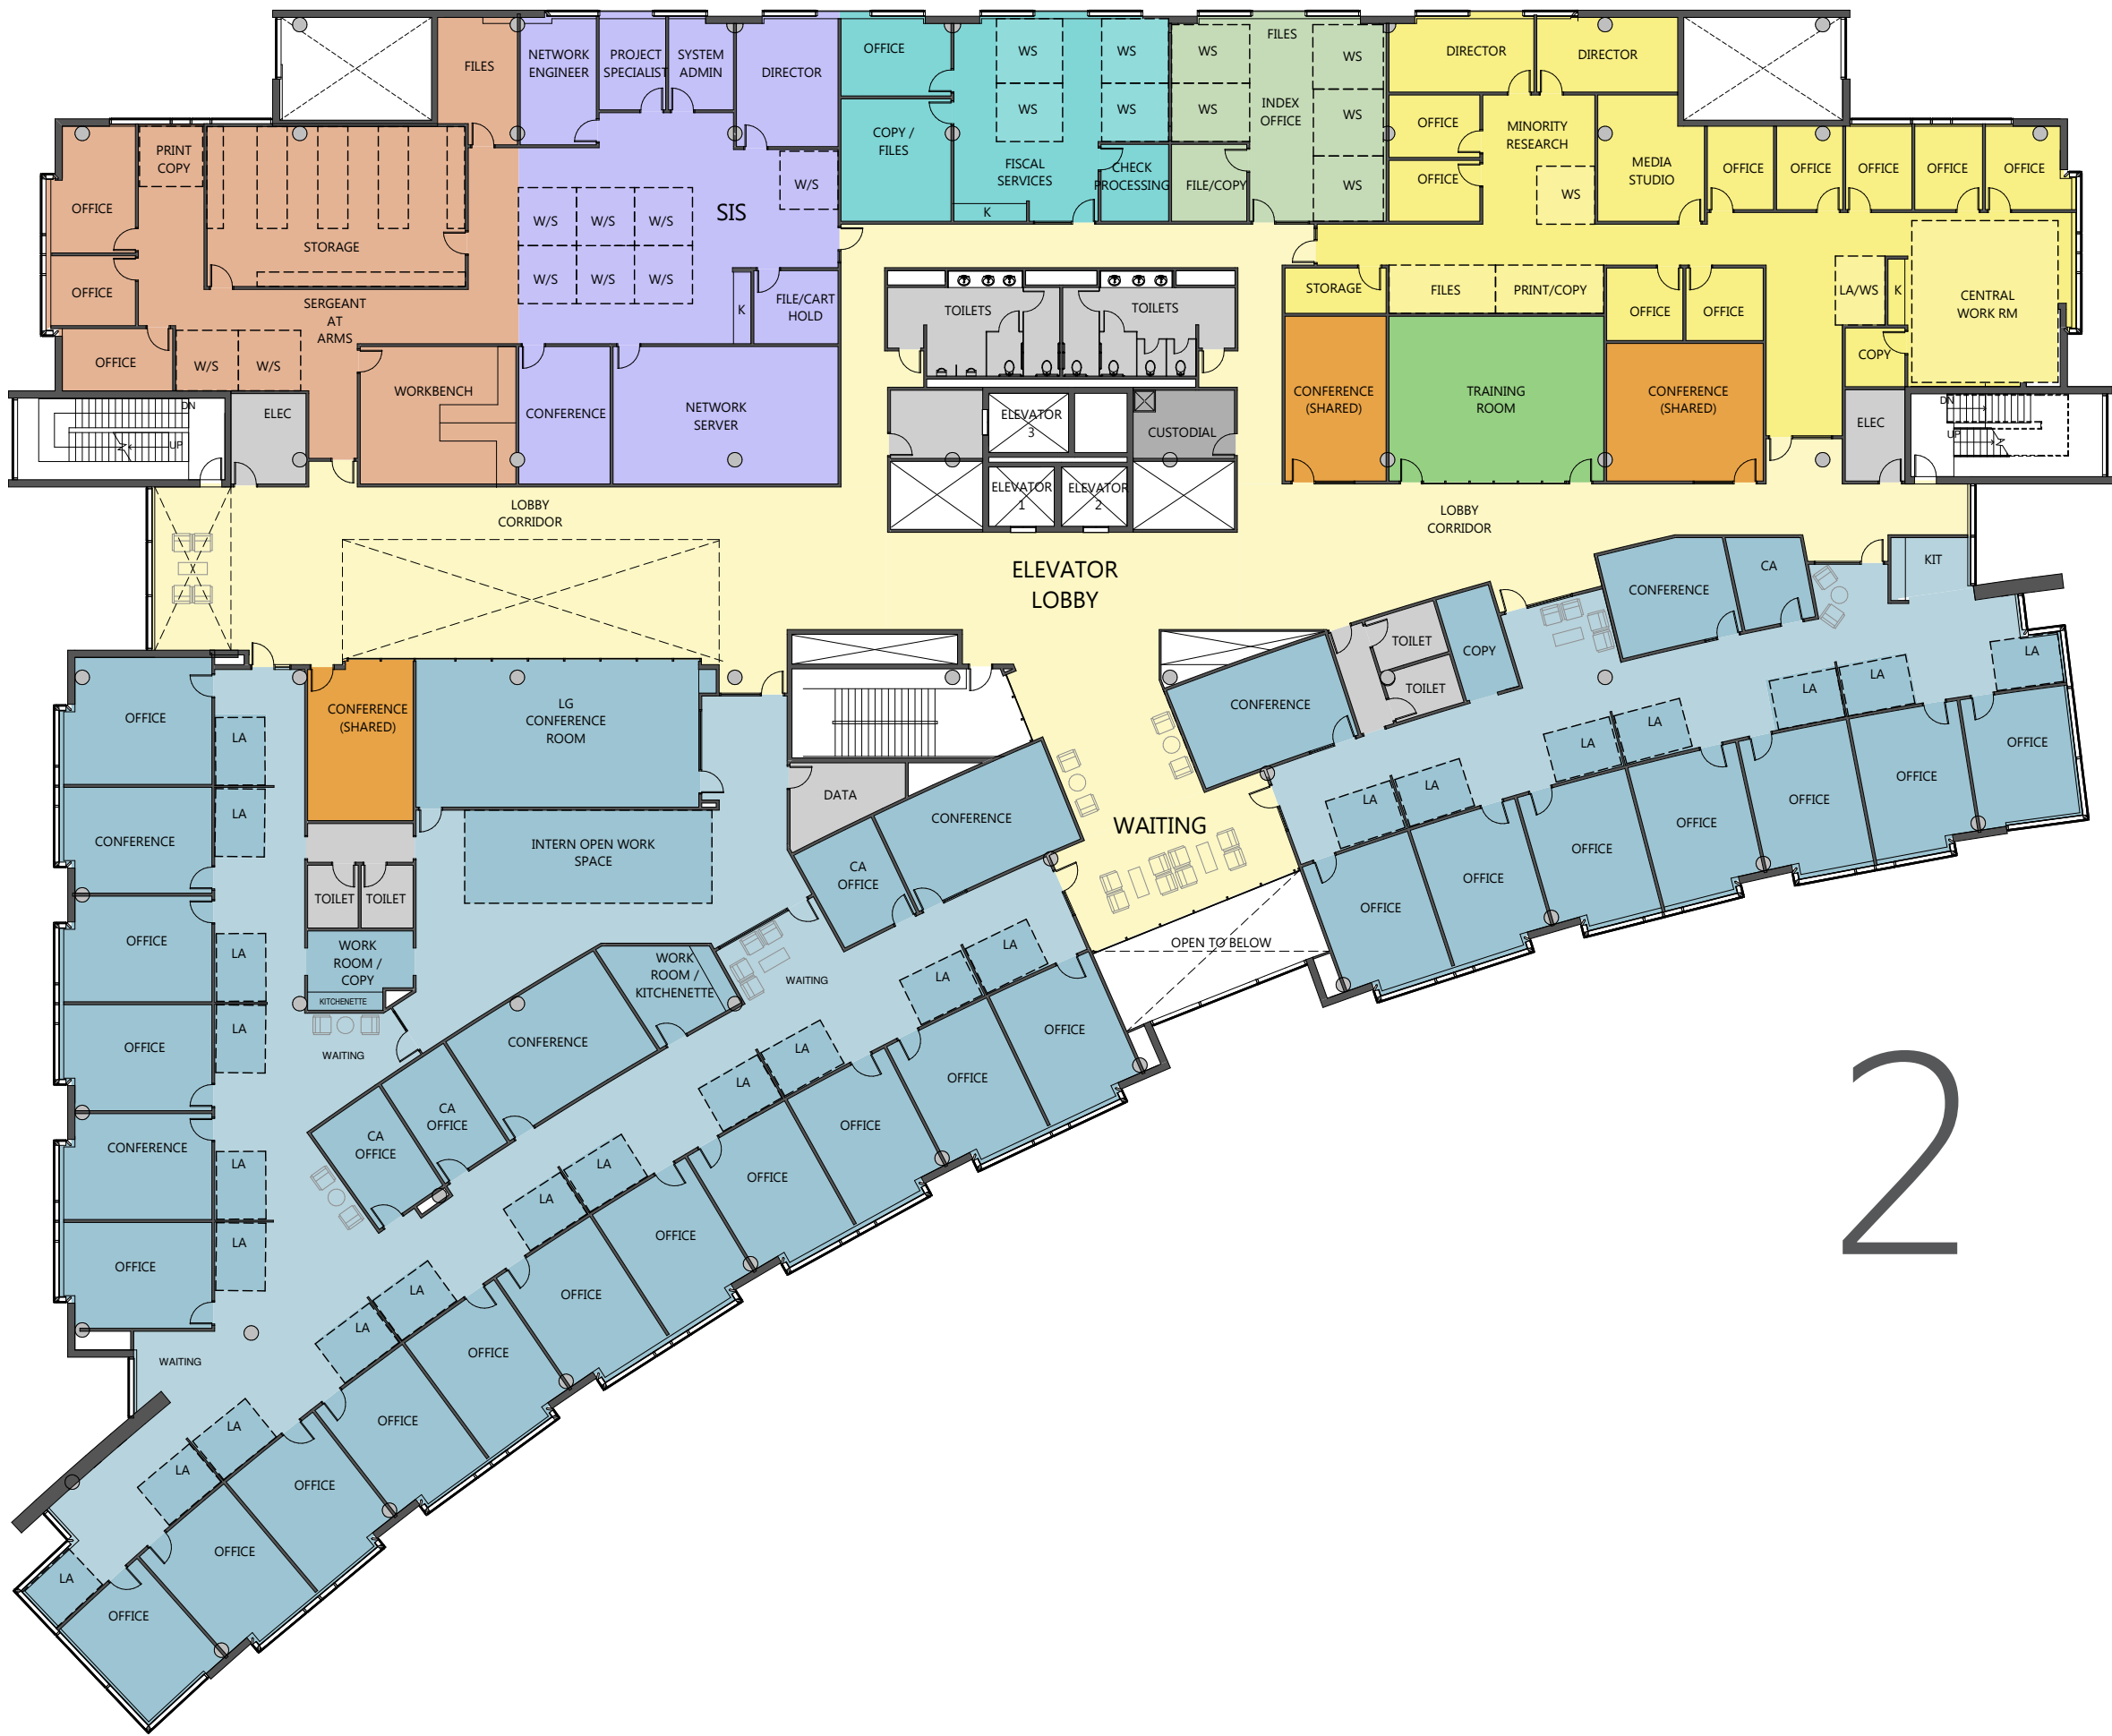 FILES
NETWORK
ENGINEER
PROJECT
SPECIALIST
SYSTEM
ADMIN
DIRECTOR
OFFICE
WS
WS
WS
FILES
WS
DIRECTOR
DIRECTOR
COPY /
FILES
WS
WS
WS
INDEX
OFFICE
WS
OFFICE
MINORITY
RESEARCH
PRINT
COPY
FISCAL
SERVICES
CHECK
PROCESSING
FILE/COPY
WS
OFFICE
WS
MEDIA
STUDIO
OFFICE
OFFICE
OFFICE
OFFICE
OFFICE
OFFICE
STORAGE
W/S
W/S
W/S
W/S
SIS
K
OFFICE
SERGEANT
AT
ARMS
W/S
W/S
W/S
K
FILE/CART
HOLD
TOILETS
TOILETS
STORAGE
FILES
PRINT/COPY
OFFICE
OFFICE
LA/WS
K
CENTRAL
WORK RM
OFFICE
W/S
W/S
COPY
WORKBENCH
CONFERENCE
NETWORK
SERVER
ELEVATOR
3
CUSTODIAL
CONFERENCE
(SHARED)
TRAINING
ROOM
CONFERENCE
(SHARED)
DN
UP
ELEC
ELEC
DN
UP
ELEVATOR
1
ELEVATOR
2
LOBBY
CORRIDOR
LOBBY
CORRIDOR
ELEVATOR
LOBBY
CONFERENCE
CA
KIT
TOILET
TOILET
COPY
LA
OFFICE
LA
CONFERENCE
(SHARED)
LG
CONFERENCE
ROOM
CONFERENCE
LA
LA
LA
LA
OFFICE
CONFERENCE
LA
DATA
CONFERENCE
WAITING
LA
LA
OFFICE
OFFICE
OFFICE
OFFICE
OFFICE
OFFICE
INTERN OPEN WORK
SPACE
CA
OFFICE
TOILET
TOILET
OFFICE
LA
WORK
ROOM /
COPY
KITCHENETTE
WORK
ROOM /
KITCHENETTE
WAITING
LA
LA
OPEN TO BELOW
OFFICE
LA
WAITING
CONFERENCE
LA
LA
OFFICE
OFFICE
CONFERENCE
LA
CA
OFFICE
CA
OFFICE
LA
LA
OFFICE
OFFICE
OFFICE
LA
OFFICE
OFFICE
LA
LA
OFFICE
WAITING
LA
LA
OFFICE
OFFICE
LA
OFFICE
OFFICE
2